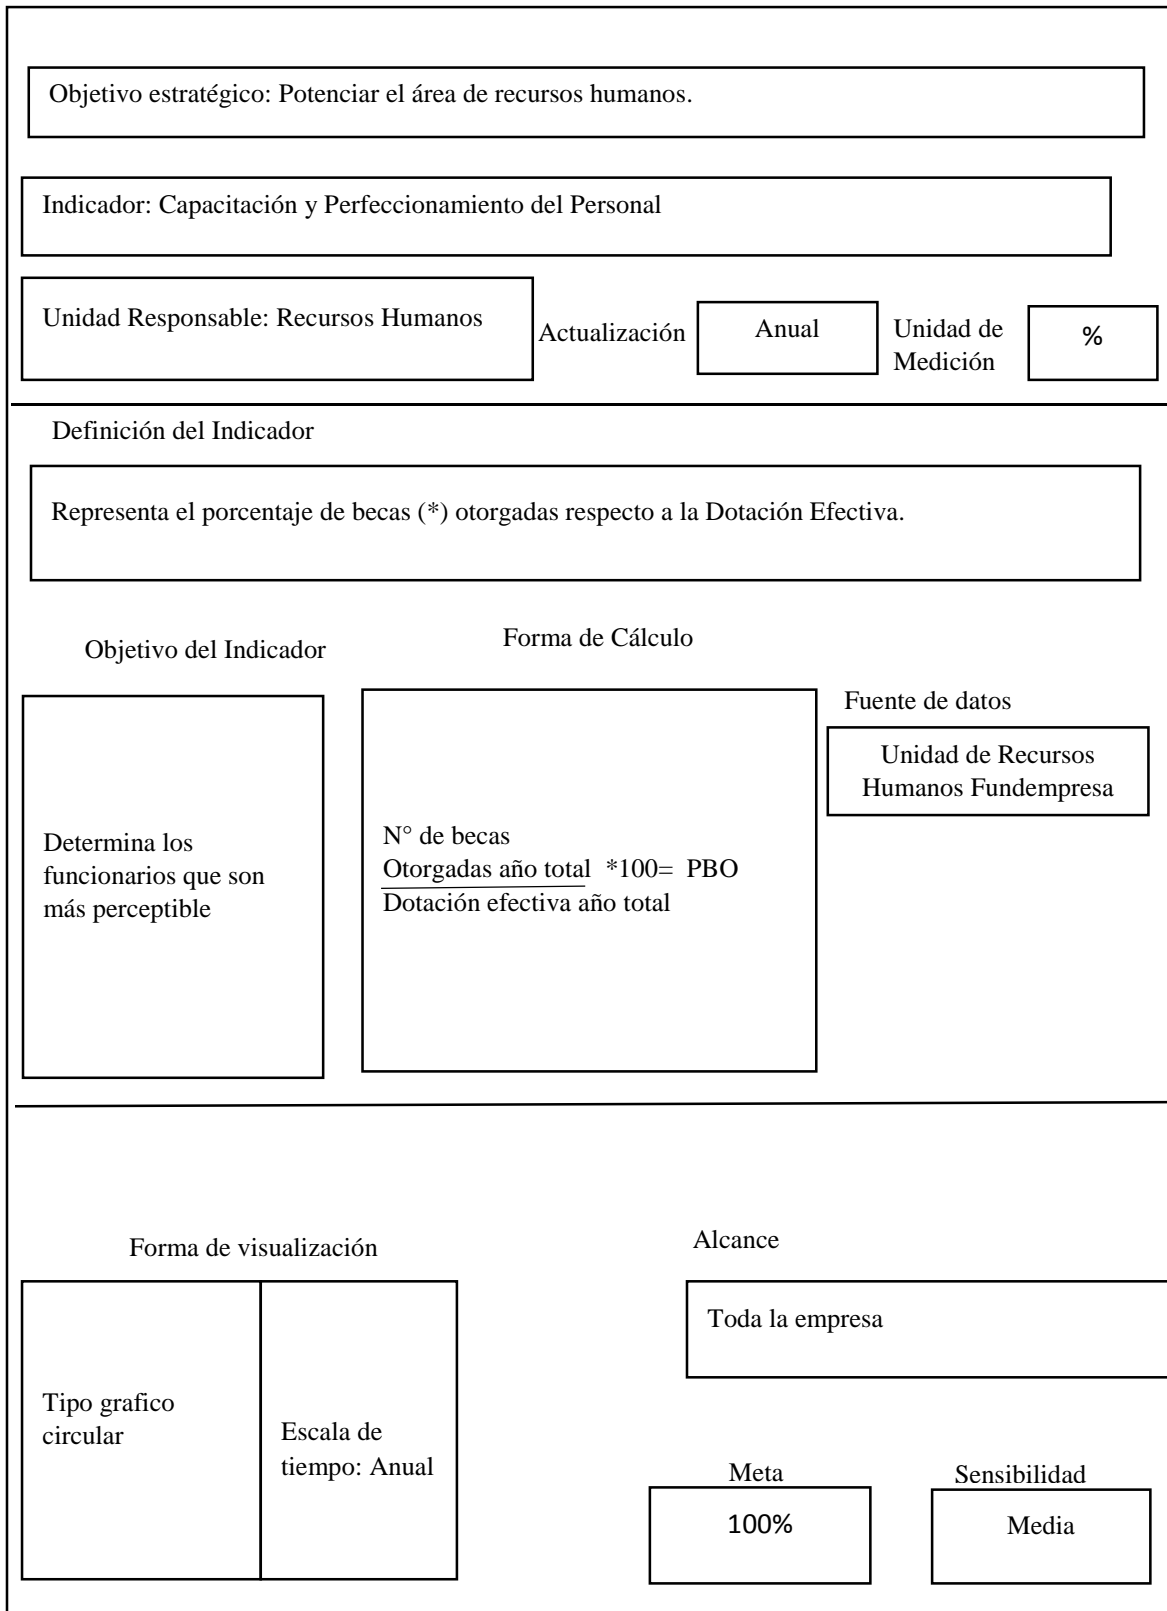 Objetivo estratégico: Potenciar el área de recursos humanos.
Indicador: Capacitación y Perfeccionamiento del Personal
Unidad Responsable: Recursos Humanos
Actualización
Anual
Unidad de
Medición
%
Definición del Indicador
Representa el porcentaje de becas (*) otorgadas respecto a la Dotación Efectiva.
Objetivo del Indicador
Determina los
funcionarios que son
más perceptible
Forma de Cálculo
N° de becas
Otorgadas año total *100= PBO
Dotación efectiva año total
Fuente de datos
Unidad de Recursos
Humanos Fundempresa
Forma de visualización
Tipo grafico
circular
Escala de
tiempo: Anual
Alcance
Toda la empresa
Meta
100%
Sensibilidad
Media